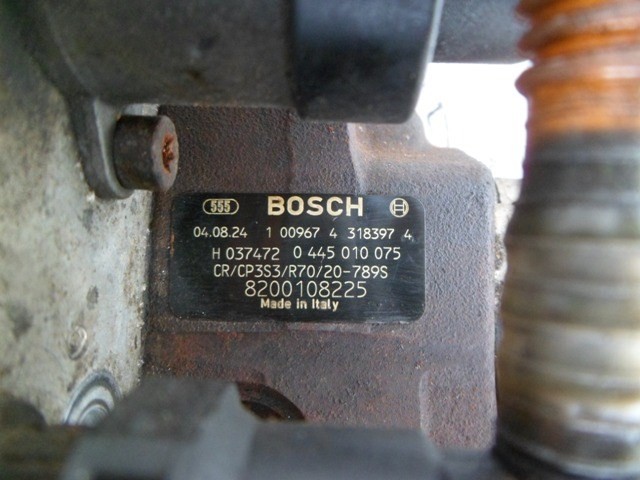 555 BOSCH
04.08.24 1 00967 4 318397 4
H 037472 0 445 010 075
CR/CP3S3/R70/20-789S
8200108225
Made in Italy